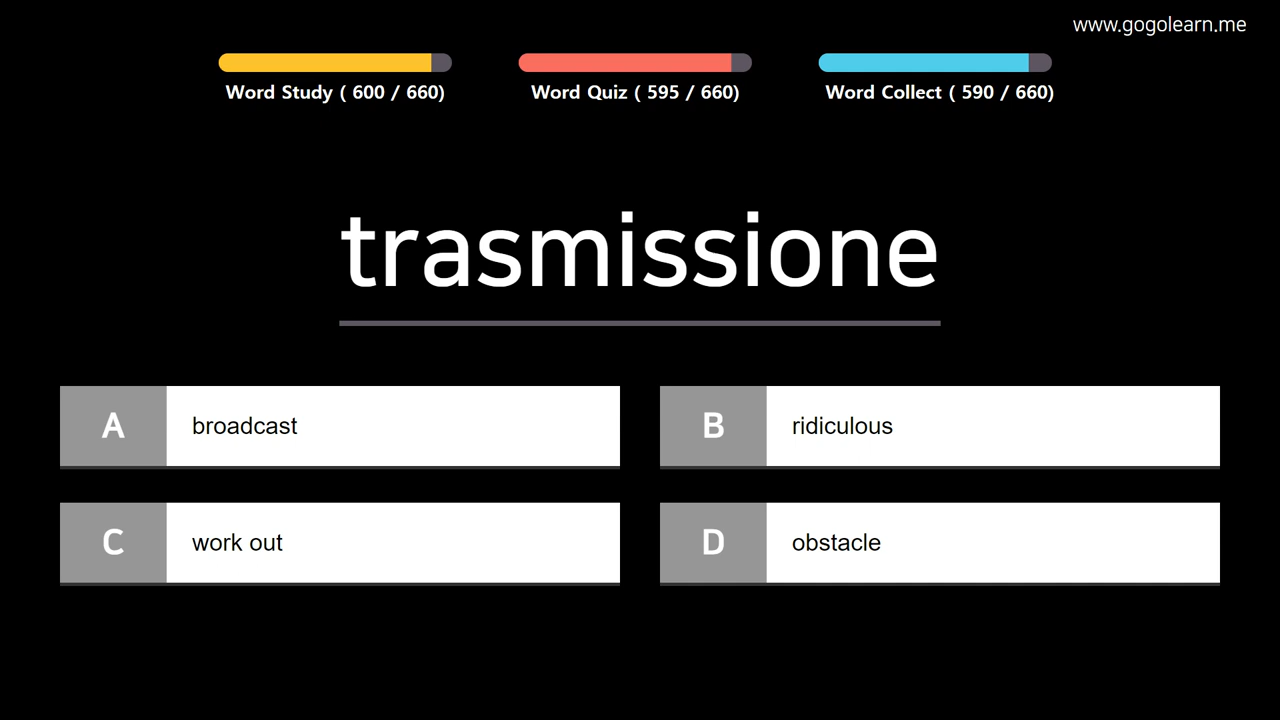 www.gogolearn.me
Word Study ( 600 / 660)
Word Quiz ( 595 / 660)
Word Collect ( 590 / 660)
trasmissione
A broadcast
B ridiculous
C work out
D obstacle